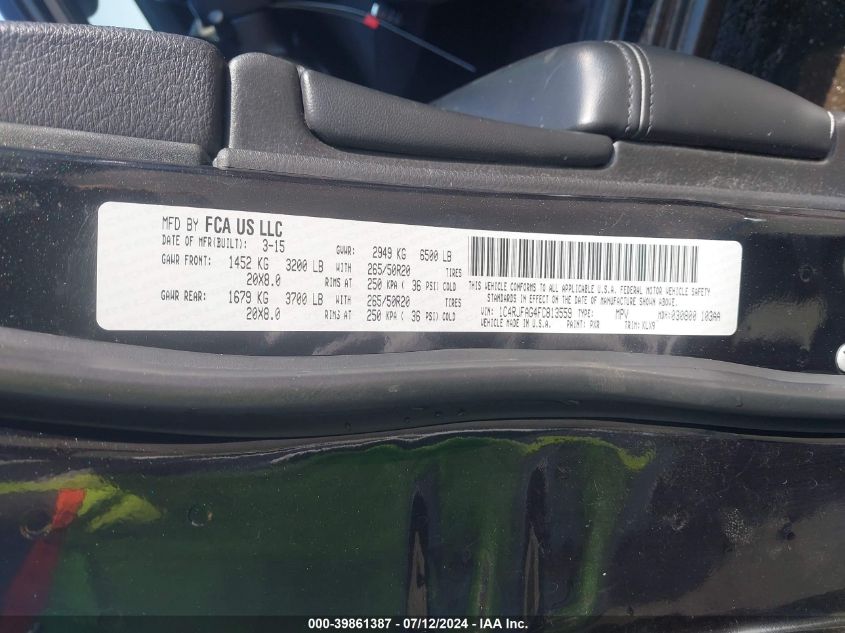 MFD BY FCA US LLC
DATE OF MFR(BUILT): 3-15 GVWR: 2949 KG 6500 LB
GAWR FRONT: 1452 KG 3200 LB WITH 265/50R20 TIRES
20X8.0 RIMS AT 250 KPA ( 36 PSI) COLD
GAWR REAR: 1679 KG 3700 LB WITH 265/50R20 TIRES
20X8.0 RIMS AT 250 KPA ( 36 PSI) COLD
THIS VEHICLE CONFORMS TO ALL APPLICABLE U.S.A. FEDERAL MOTOR VEHICLE SAFETY
STANDARDS IN EFFECT ON THE DATE OF MANUFACTURE SHOWN ABOVE.
VIN: 1C4RJFAG4FC813559 TYPE: MPV MDH: 030800 103AA
VEHICLE MADE IN U.S.A. PAINT: PXR TRIM: KLX9
000-39861387 - 07/12/2024 - IAA Inc.